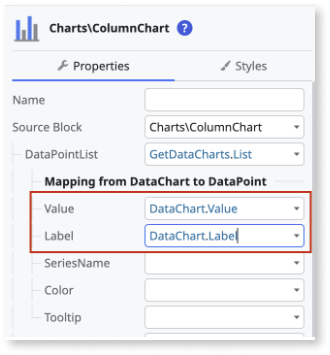 Charts\ColumnChart ?
Properties Styles
Name
Source Block Charts\ColumnChart
DataPointList GetDataCharts.List
Mapping from DataChart to DataPoint
Value DataChart.Value
Label DataChart.Label
SeriesName
Color
Tooltip